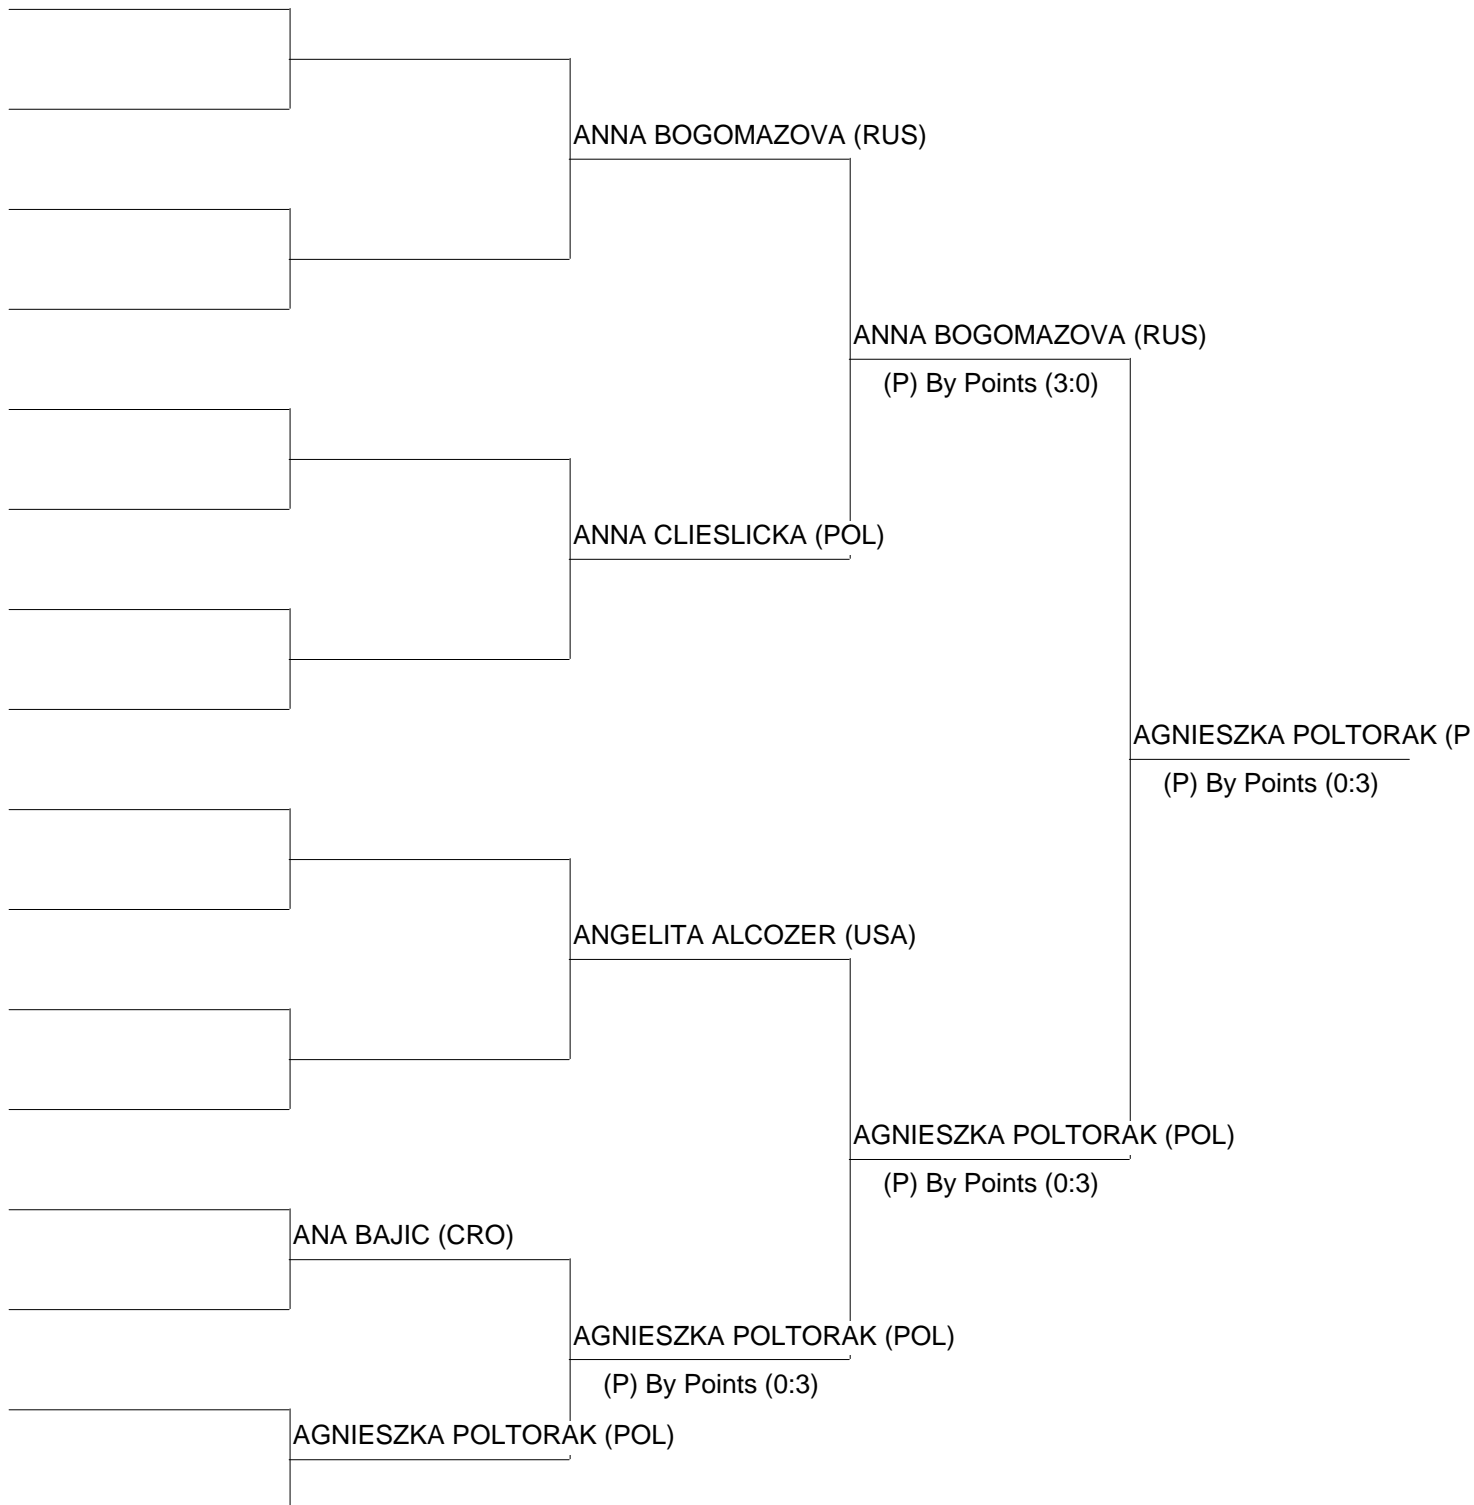 ANNA BOGOMAZOVA (RUS)
ANNA BOGOMAZOVA (RUS)
(P) By Points (3:0)
ANNA CLIESLICKA (POL)
AGNIESZKA POLTORAK (P
(P) By Points (0:3)
ANGELITA ALCOZER (USA)
AGNIESZKA POLTORAK (POL)
(P) By Points (0:3)
ANA BAJIC (CRO)
AGNIESZKA POLTORAK (POL)
(P) By Points (0:3)
AGNIESZKA POLTORAK (POL)